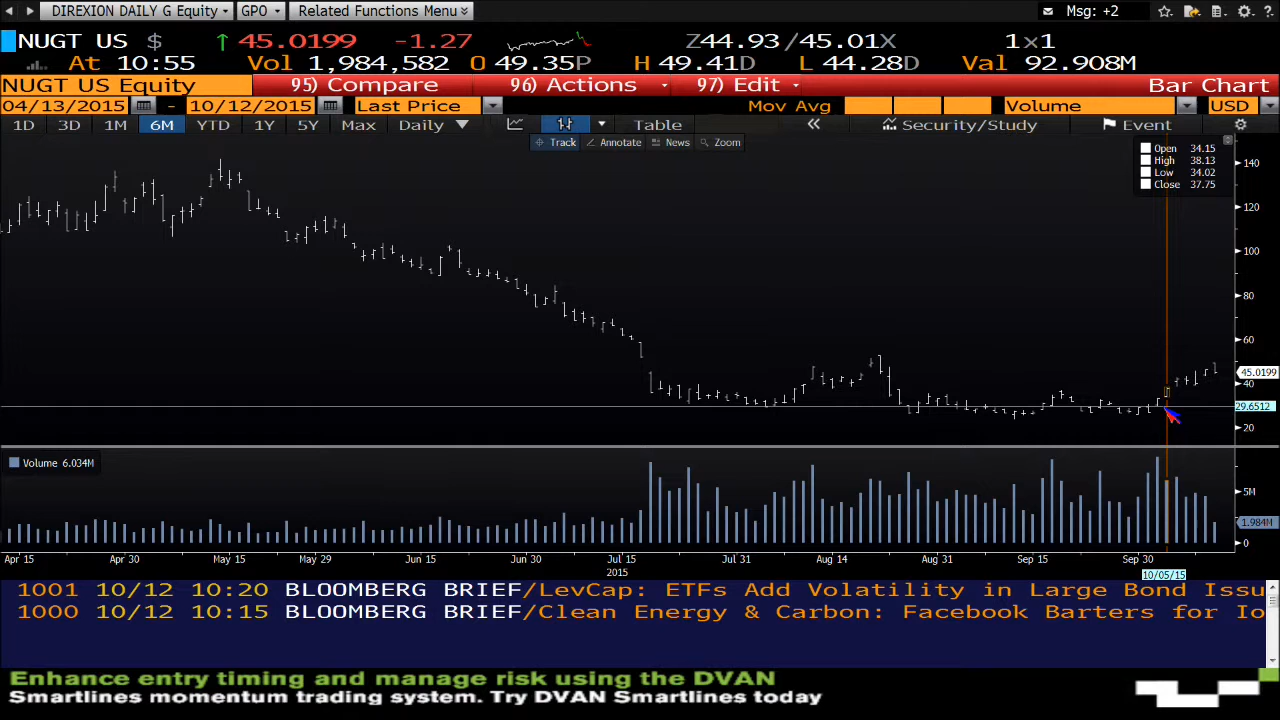 DIREXION DAILY G Equity GPO Related Functions Menu Msg: +2
NUGT US $ 45.0199 -1.27 Z44.93/45.01X 1x1
At 10:55 Vol 1,984,582 O 49.35P H 49.41D L 44.28D Val 92.908M
NUGT US Equity 95) Compare 96) Actions 97) Edit Bar Chart
04/13/2015 - 10/12/2015 Last Price Mov Avg Volume USD
1D 3D 1M 6M YTD 1Y 5Y Max Daily Table « Security/Study Event
Track Annotate News Zoom
Open 34.15
High 38.13
Low 34.02
Close 37.75
140
120
100
80
60
45.0199
40
29.6512
20
Volume 6.034M
5M
1.984M
0
Apr 15 Apr 30 May 15 May 29 Jun 15 Jun 30 Jul 15 Jul 31 Aug 14 Aug 31 Sep 15 Sep 30
2015
10/05/15
1001 10/12 10:20 BLOOMBERG BRIEF/LevCap: ETFs Add Volatility in Large Bond Issu
1000 10/12 10:15 BLOOMBERG BRIEF/Clean Energy & Carbon: Facebook Barters for Io
Enhance entry timing and manage risk using the DVAN
Smartlines momentum trading system. Try DVAN Smartlines today